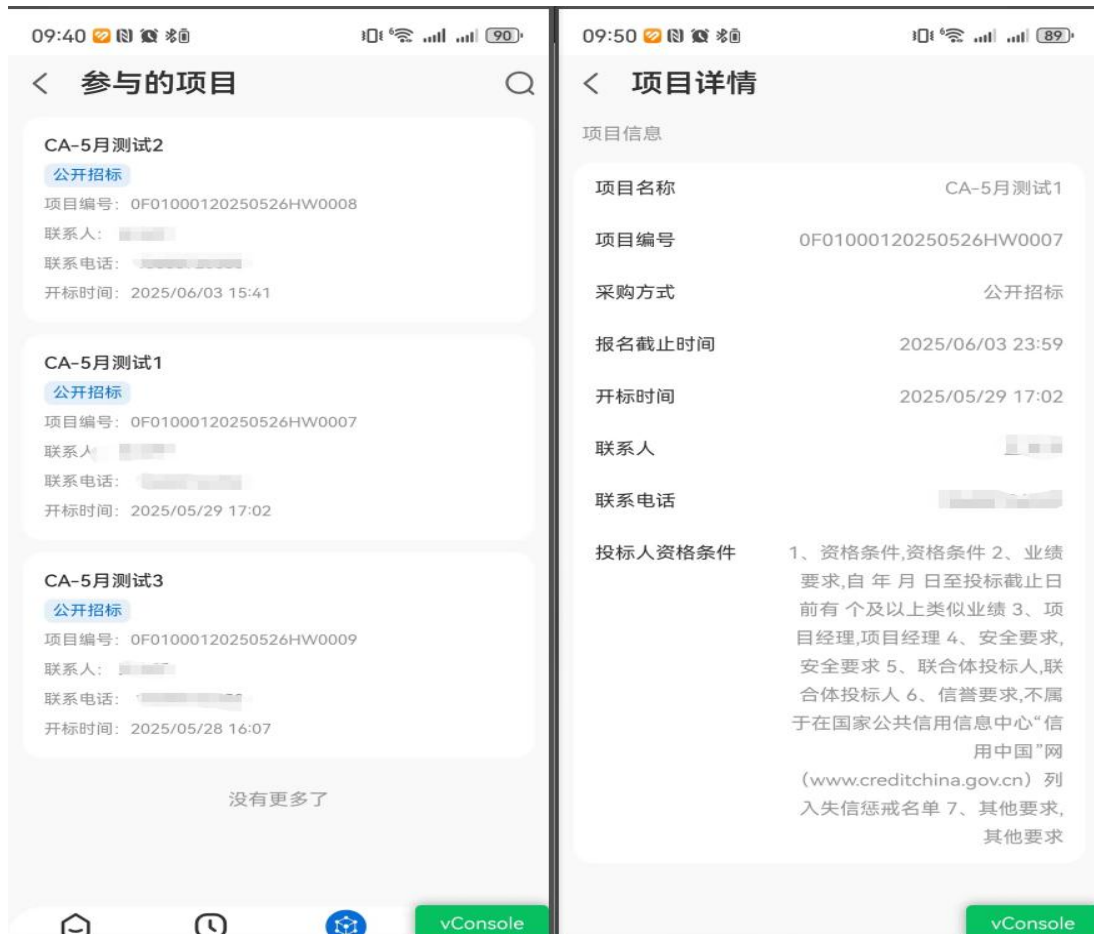 09:40
90
参与的项目
CA-5月测试2
公开招标
项目编号：0F01000120250526HW0008
联系人：
联系电话：
开标时间：2025/06/03 15:41
CA-5月测试1
公开招标
项目编号：0F01000120250526HW0007
联系人
联系电话：
开标时间：2025/05/29 17:02
CA-5月测试3
公开招标
项目编号：0F01000120250526HW0009
联系人：
联系电话：
开标时间：2025/05/28 16:07
没有更多了
vConsole
09:50
89
项目详情
项目信息
项目名称 CA-5月测试1
项目编号 0F01000120250526HW0007
采购方式 公开招标
报名截止时间 2025/06/03 23:59
开标时间 2025/05/29 17:02
联系人
联系电话
投标人资格条件 1、资格条件,资格条件 2、业绩
要求,自 年 月 日至投标截止日
前有 个及以上类似业绩 3、项
目经理,项目经理 4、安全要求,
安全要求 5、联合体投标人,联
合体投标人 6、信誉要求,不属
于在国家公共信用信息中心“信
用中国”网
（www.creditchina.gov.cn）列
入失信惩戒名单 7、其他要求,
其他要求
vConsole